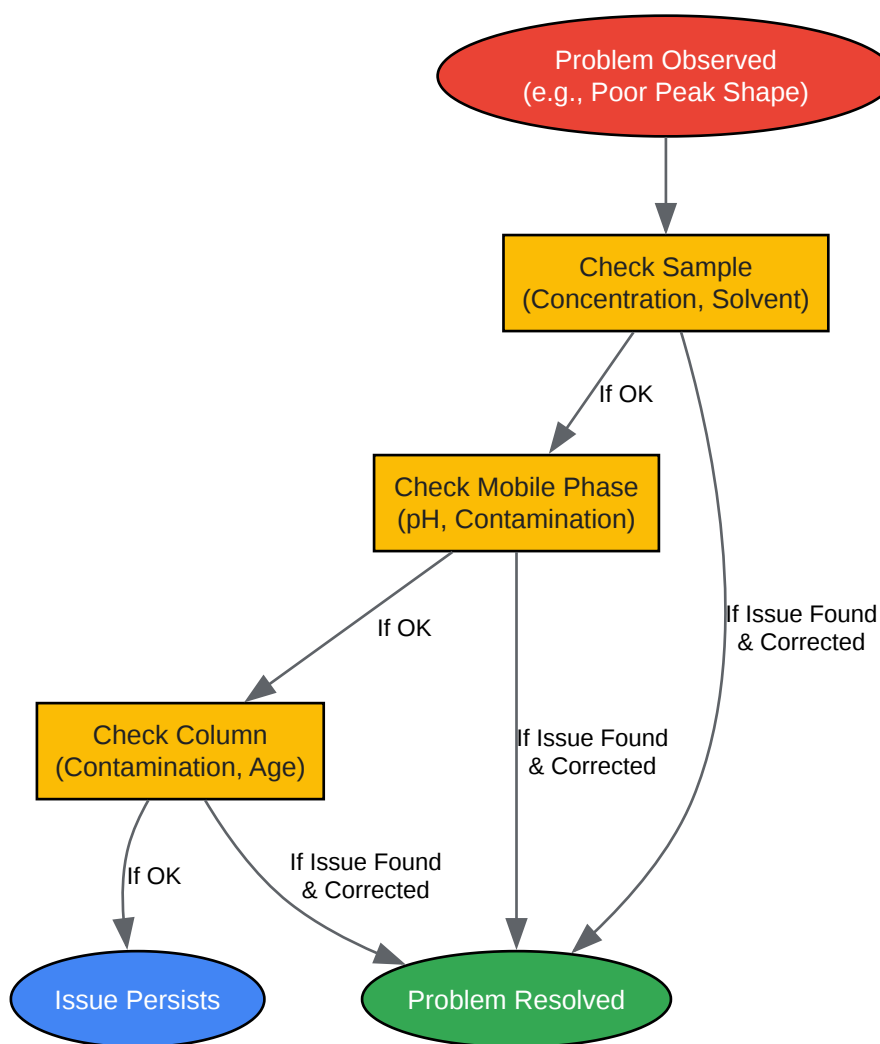 Problem Observed
(e.g., Poor Peak Shape)
Check Sample
(Concentration, Solvent)
If OK
Check Mobile Phase
(pH, Contamination)
If Issue Found
& Corrected
If OK
Check Column
(Contamination, Age)
If Issue Found
& Corrected
If OK
If Issue Found
& Corrected
Issue Persists
Problem Resolved